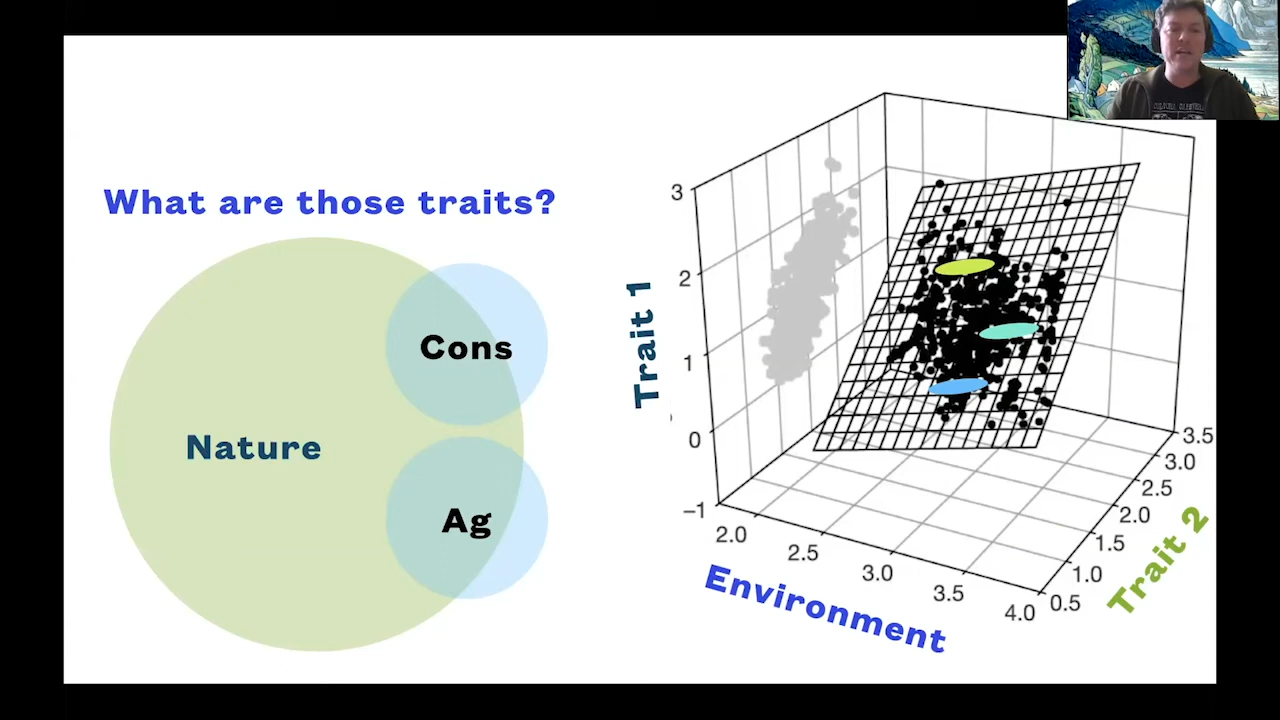 What are those traits?
Cons
Nature
Ag
Trait 1
3
2
1
0
−1
2.0
2.5
3.0
3.5
4.0
Environment
0.5
1.0
1.5
2.0
2.5
3.0
3.5
Trait 2